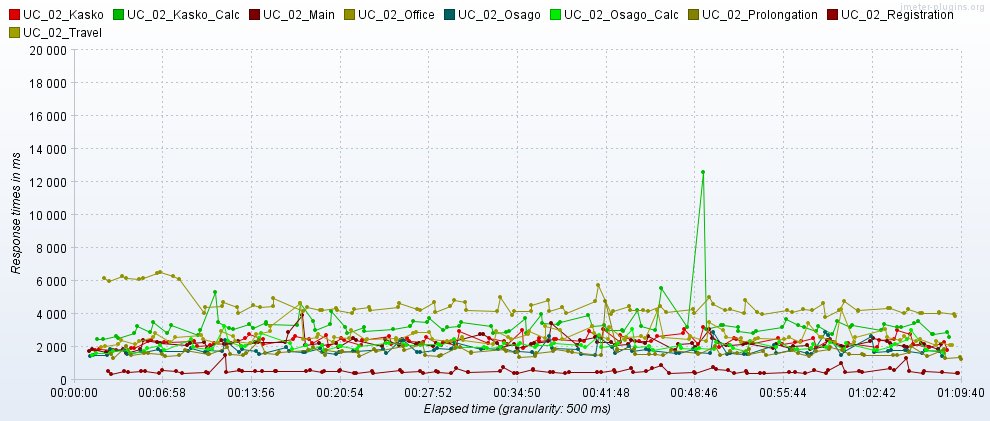 UC_02_Kasko UC_02_Kasko_Calc UC_02_Main UC_02_Office UC_02_Osago UC_02_Osago_Calc UC_02_Prolongation UC_02_Registration
jmeter-plugins.org
UC_02_Travel
20 000
18 000
16 000
14 000
12 000
10 000
8 000
6 000
4 000
2 000
0
Response times in ms
00:00:00 00:06:58 00:13:56 00:20:54 00:27:52 00:34:50 00:41:48 00:48:46 00:55:44 01:02:42 01:09:40
Elapsed time (granularity: 500 ms)